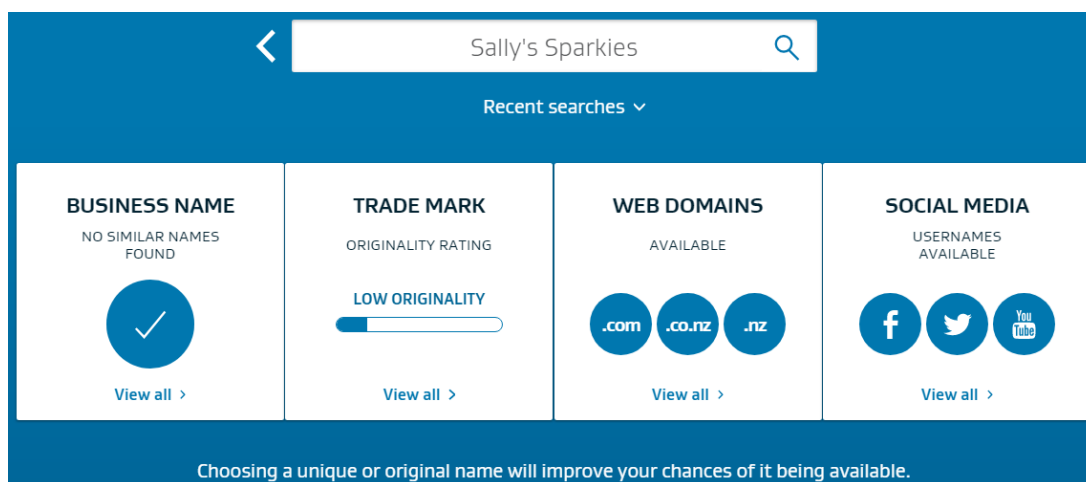 Sally's Sparkies
Recent searches
BUSINESS NAME
NO SIMILAR NAMES
FOUND
View all
TRADE MARK
ORIGINALITY RATING
LOW ORIGINALITY
View all
WEB DOMAINS
AVAILABLE
.com .co.nz .nz
View all
SOCIAL MEDIA
USERNAMES
AVAILABLE
f
You
Tube
View all
Choosing a unique or original name will improve your chances of it being available.